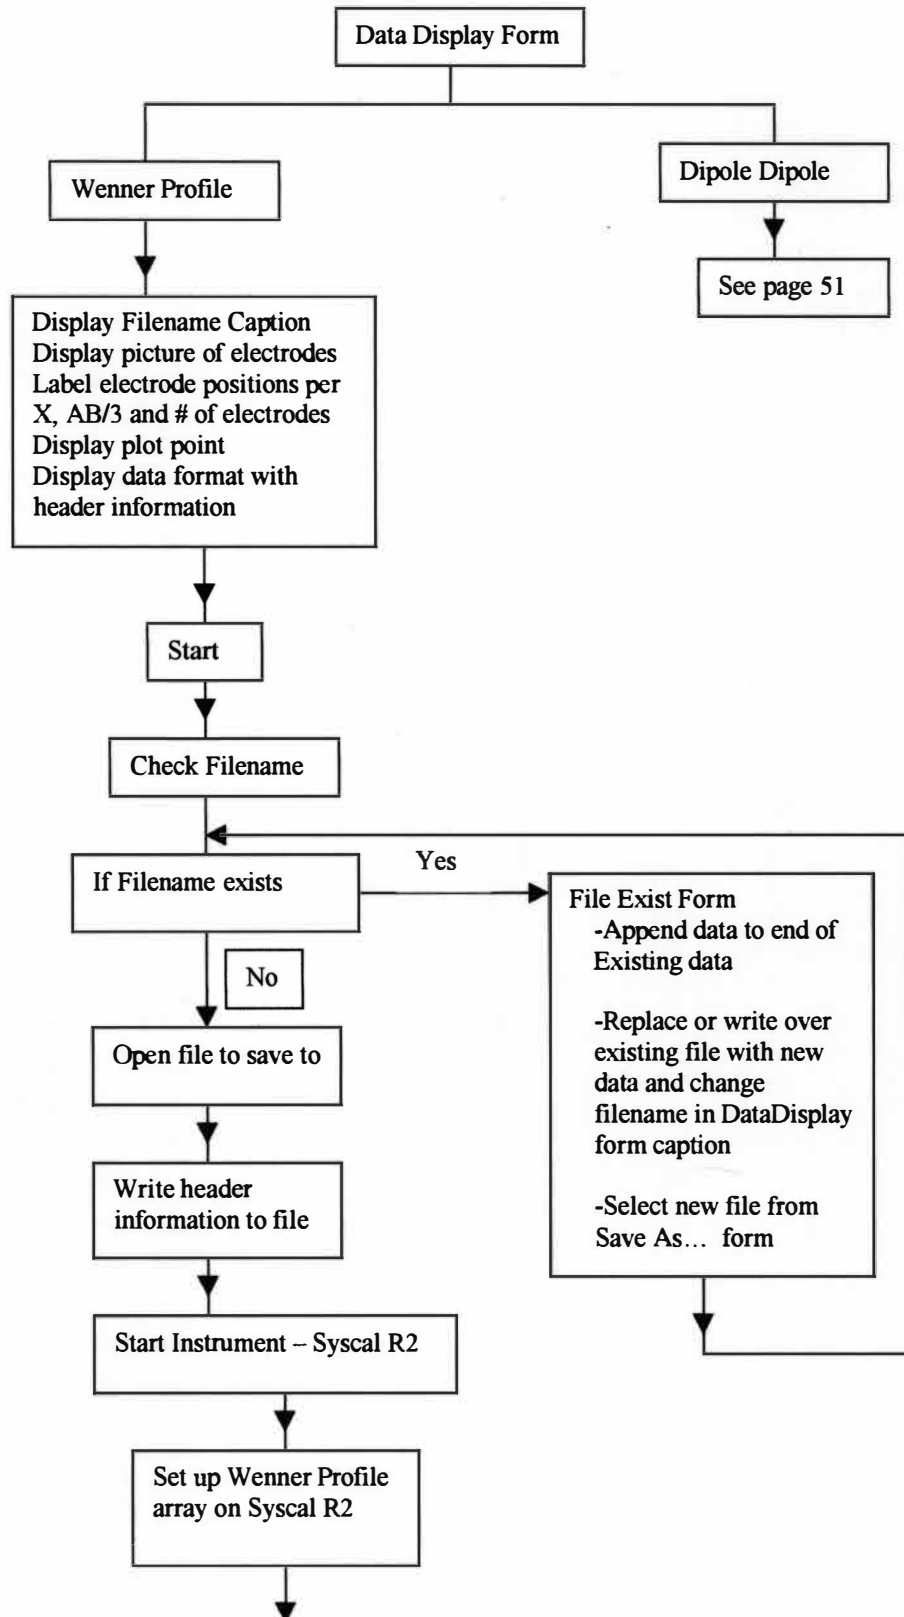 Data Display Form
Wenner Profile
Dipole Dipole
See page 51
Display Filename Caption
Display picture of electrodes
Label electrode positions per
X, AB/3 and # of electrodes
Display plot point
Display data format with
header information
Start
Check Filename
If Filename exists
Yes
File Exist Form
-Append data to end of
Existing data
-Replace or write over
existing file with new
data and change
filename in DataDisplay
form caption
-Select new file from
Save As... form
No
Open file to save to
Write header
information to file
Start Instrument – Syscal R2
Set up Wenner Profile
array on Syscal R2